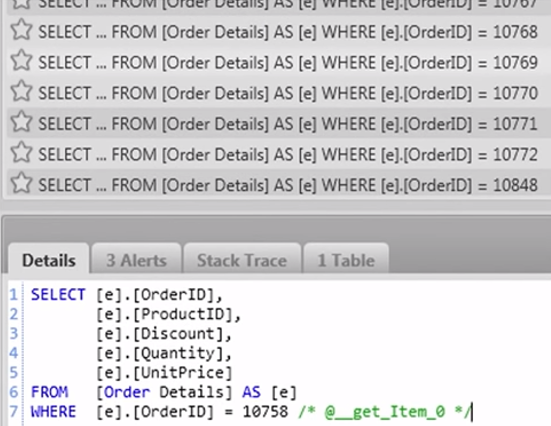 SELECT ... FROM [Order Details] AS [e] WHERE [e].[OrderID] = 10767
SELECT ... FROM [Order Details] AS [e] WHERE [e].[OrderID] = 10768
SELECT ... FROM [Order Details] AS [e] WHERE [e].[OrderID] = 10769
SELECT ... FROM [Order Details] AS [e] WHERE [e].[OrderID] = 10770
SELECT ... FROM [Order Details] AS [e] WHERE [e].[OrderID] = 10771
SELECT ... FROM [Order Details] AS [e] WHERE [e].[OrderID] = 10772
SELECT ... FROM [Order Details] AS [e] WHERE [e].[OrderID] = 10848
Details 3 Alerts Stack Trace 1 Table
1 SELECT [e].[OrderID],
2 [e].[ProductID],
3 [e].[Discount],
4 [e].[Quantity],
5 [e].[UnitPrice]
6 FROM [Order Details] AS [e]
7 WHERE [e].[OrderID] = 10758 /* @__get_Item_0 */